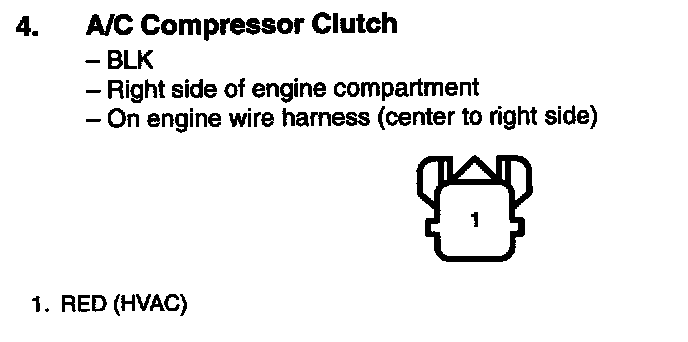 4. A/C Compressor Clutch
– BLK
– Right side of engine compartment
– On engine wire harness (center to right side)
1
1. RED (HVAC)